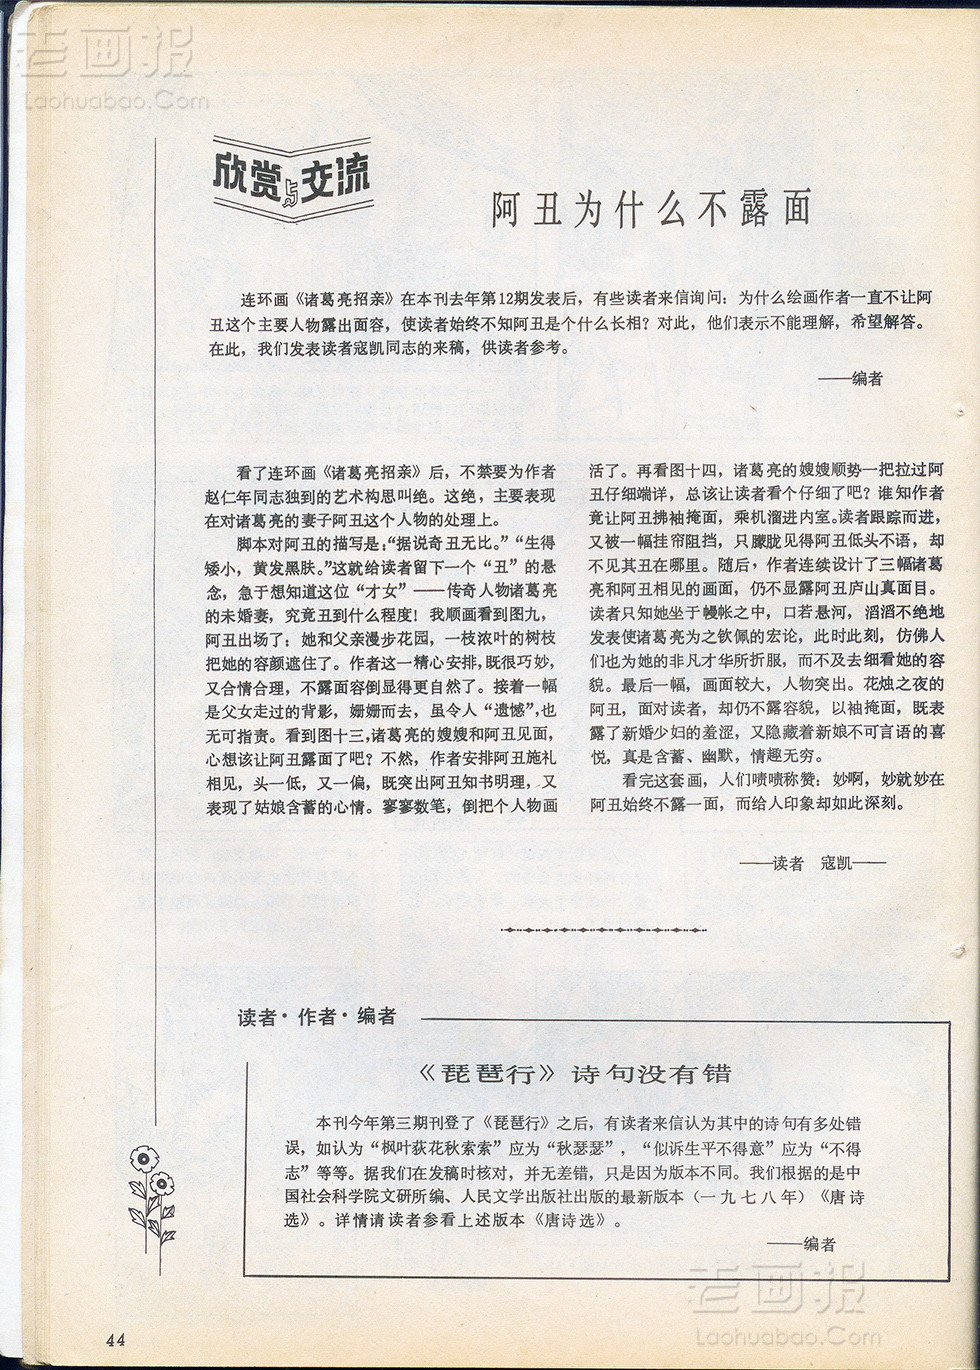 老画报
Laohuabao.Com
欣赏与交流
阿丑为什么不露面
连环画《诸葛亮招亲》在本刊去年第12期发表后，有些读者来信询问：为什么绘画作者一直不让阿
丑这个主要人物露出面容，使读者始终不知阿丑是个什么长相？对此，他们表示不能理解，希望解答。
在此，我们发表读者寇凯同志的来稿，供读者参考。
——编者
看了连环画《诸葛亮招亲》后，不禁要为作者
赵仁年同志独到的艺术构思叫绝。这绝，主要表现
在对诸葛亮的妻子阿丑这个人物的处理上。
脚本对阿丑的描写是：“据说奇丑无比。”“生得
矮小，黄发黑肤。”这就给读者留下一个“丑”的悬
念，急于想知道这位“才女”——传奇人物诸葛亮
的未婚妻，究竟丑到什么程度！我顺画看到图九，
阿丑出场了：她和父亲漫步花园，一枝浓叶的树枝
把她的容颜遮住了。作者这一精心安排，既很巧妙，
又合情合理，不露面容倒显得更自然了。接着一幅
是父女走过的背影，姗姗而去，虽令人“遗憾”，也
无可指责。看到图十三，诸葛亮的嫂嫂和阿丑见面，
心想该让阿丑露面了吧？不然，作者安排阿丑施礼
相见，头一低，又一偏，既突出阿丑知书明理，又
表现了姑娘含蓄的心情。寥寥数笔，倒把个人物画
活了。再看图十四，诸葛亮的嫂嫂顺势一把拉过阿
丑仔细端详，总该让读者看个仔细了吧？谁知作者
竟让阿丑拂袖掩面，乘机溜进内室。读者跟踪而进，
又被一幅挂帘阻挡，只朦胧见得阿丑低头不语，却
不见其丑在哪里。随后，作者连续设计了三幅诸葛
亮和阿丑相见的画面，仍不显露阿丑庐山真面目。
读者只知她坐于幔帐之中，口若悬河，滔滔不绝地
发表使诸葛亮为之钦佩的宏论，此时此刻，仿佛人
们也为她的非凡才华所折服，而不及去细看她的容
貌。最后一幅，画面较大，人物突出。花烛之夜的
阿丑，面对读者，却仍不露容貌，以袖掩面，既表
露了新婚少妇的羞涩，又隐藏着新娘不可言语的喜
悦，真是含蓄、幽默，情趣无穷。
看完这套画，人们啧啧称赞：妙啊，妙就妙在
阿丑始终不露一面，而给人印象却如此深刻。
——读者　寇凯——
读者·作者·编者
《琵琶行》诗句没有错
本刊今年第三期刊登了《琵琶行》之后，有读者来信认为其中的诗句有多处错
误，如认为“枫叶荻花秋索索”应为“秋瑟瑟”，“似诉生平不得意”应为“不得
志”等等。据我们在发稿时核对，并无差错，只是因为版本不同。我们根据的是中
国社会科学院文研所编、人民文学出版社出版的最新版本（一九七八年）《唐诗
选》。详情请读者参看上述版本《唐诗选》。
——编者
44
老画报
Laohuabao.Com